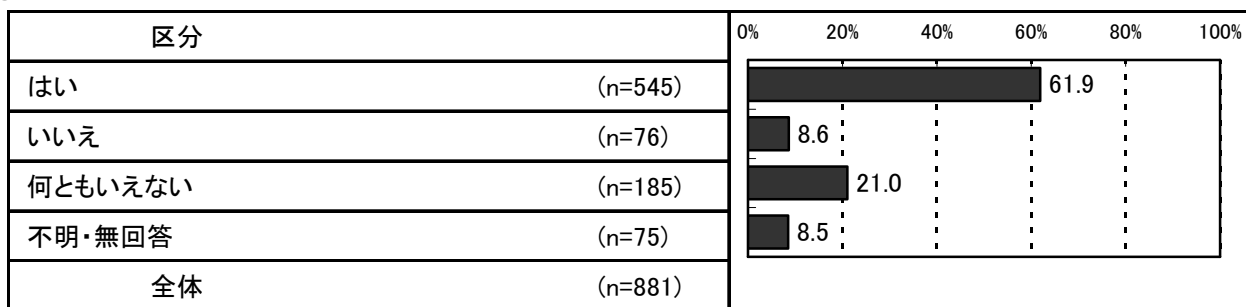 区分 0% 20% 40% 60% 80% 100%
はい (n=545) 61.9
いいえ (n=76) 8.6
何ともいえない (n=185) 21.0
不明・無回答 (n=75) 8.5
全体 (n=881)